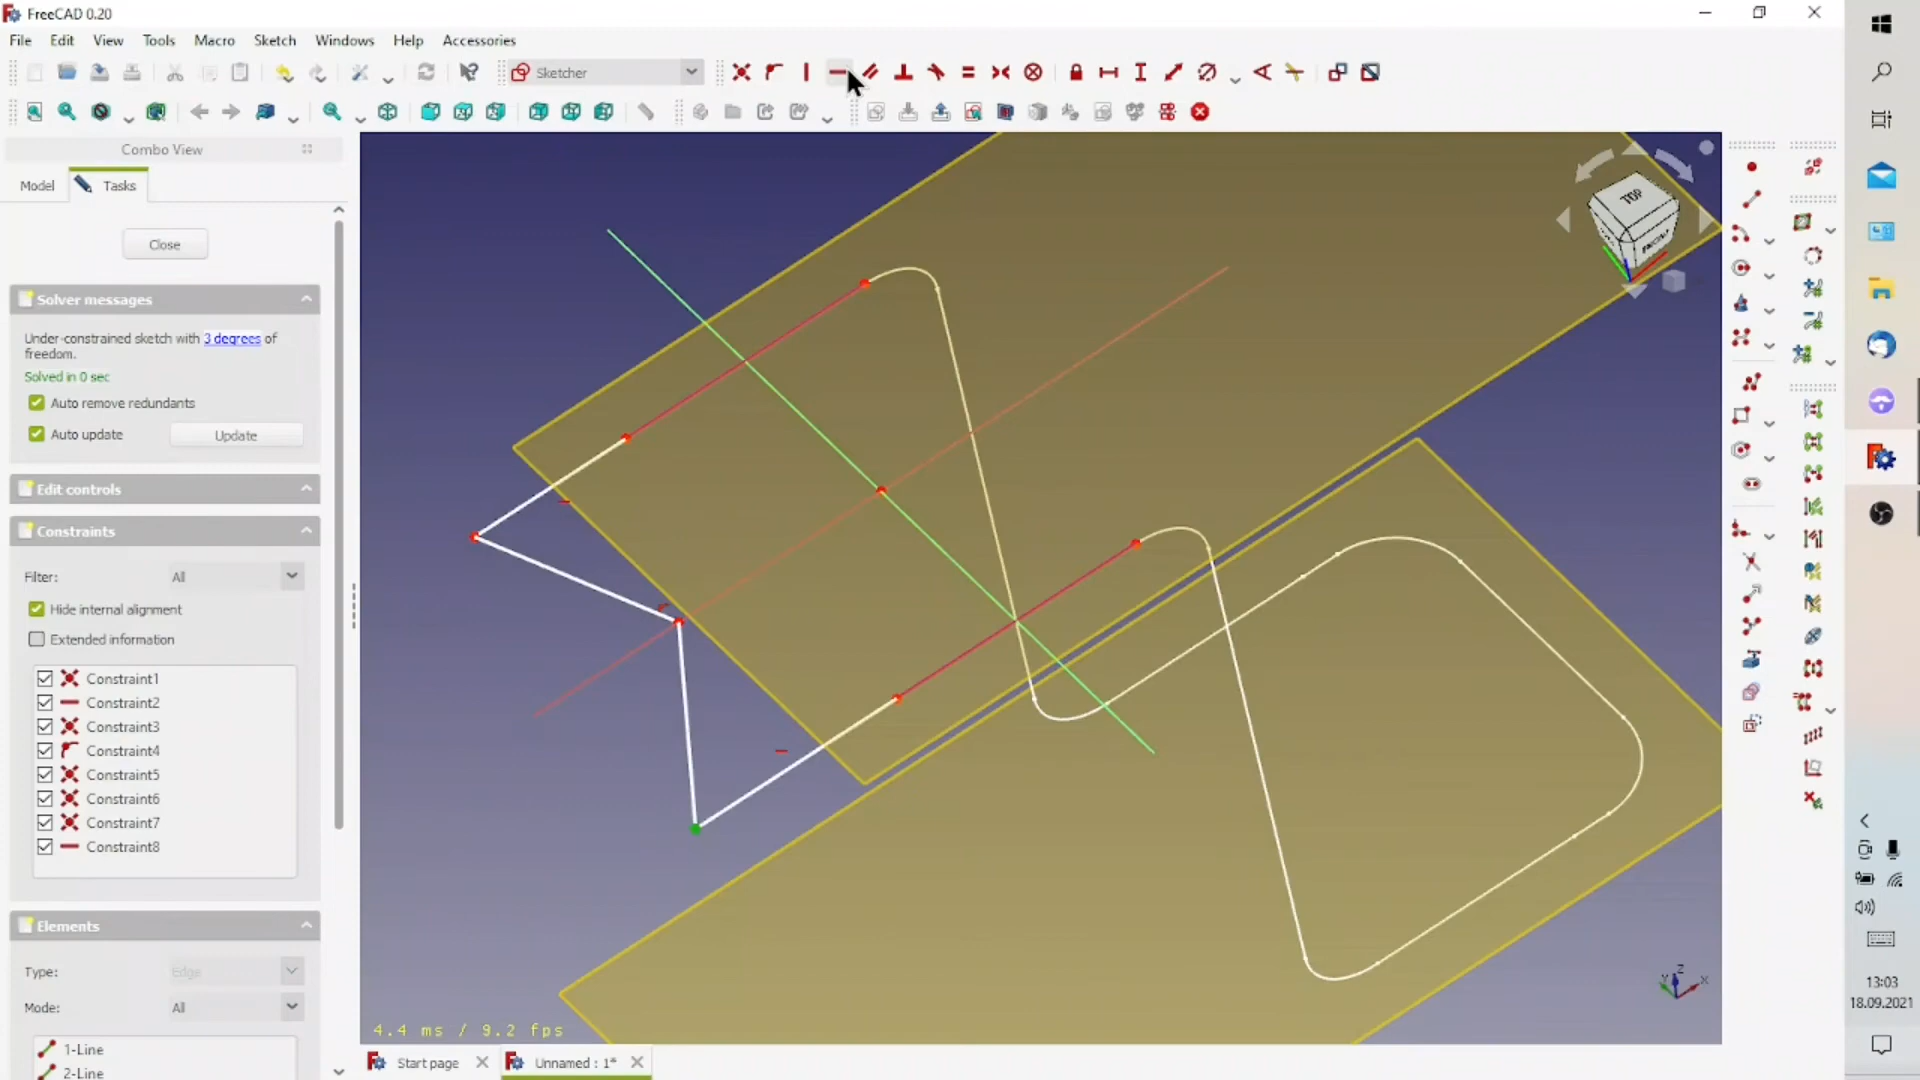 FreeCAD 0.20
File Edit View Tools Macro Sketch Windows Help Accessories
Sketcher
Combo View
Model Tasks
Close
Solver messages
Under-constrained sketch with 3 degrees of
freedom.
Solved in 0 sec
Auto remove redundants
Auto update Update
Edit controls
Constraints
Filter: All
Hide internal alignment
Extended information
Constraint1
Constraint2
Constraint3
Constraint4
Constraint5
Constraint6
Constraint7
Constraint8
Elements
Type: Edge
Mode: All
1-Line
2-Line
TOP
Y Z X
4.4 ms / 9.2 fps
Start page Unnamed : 1*
13:03
18.09.2021